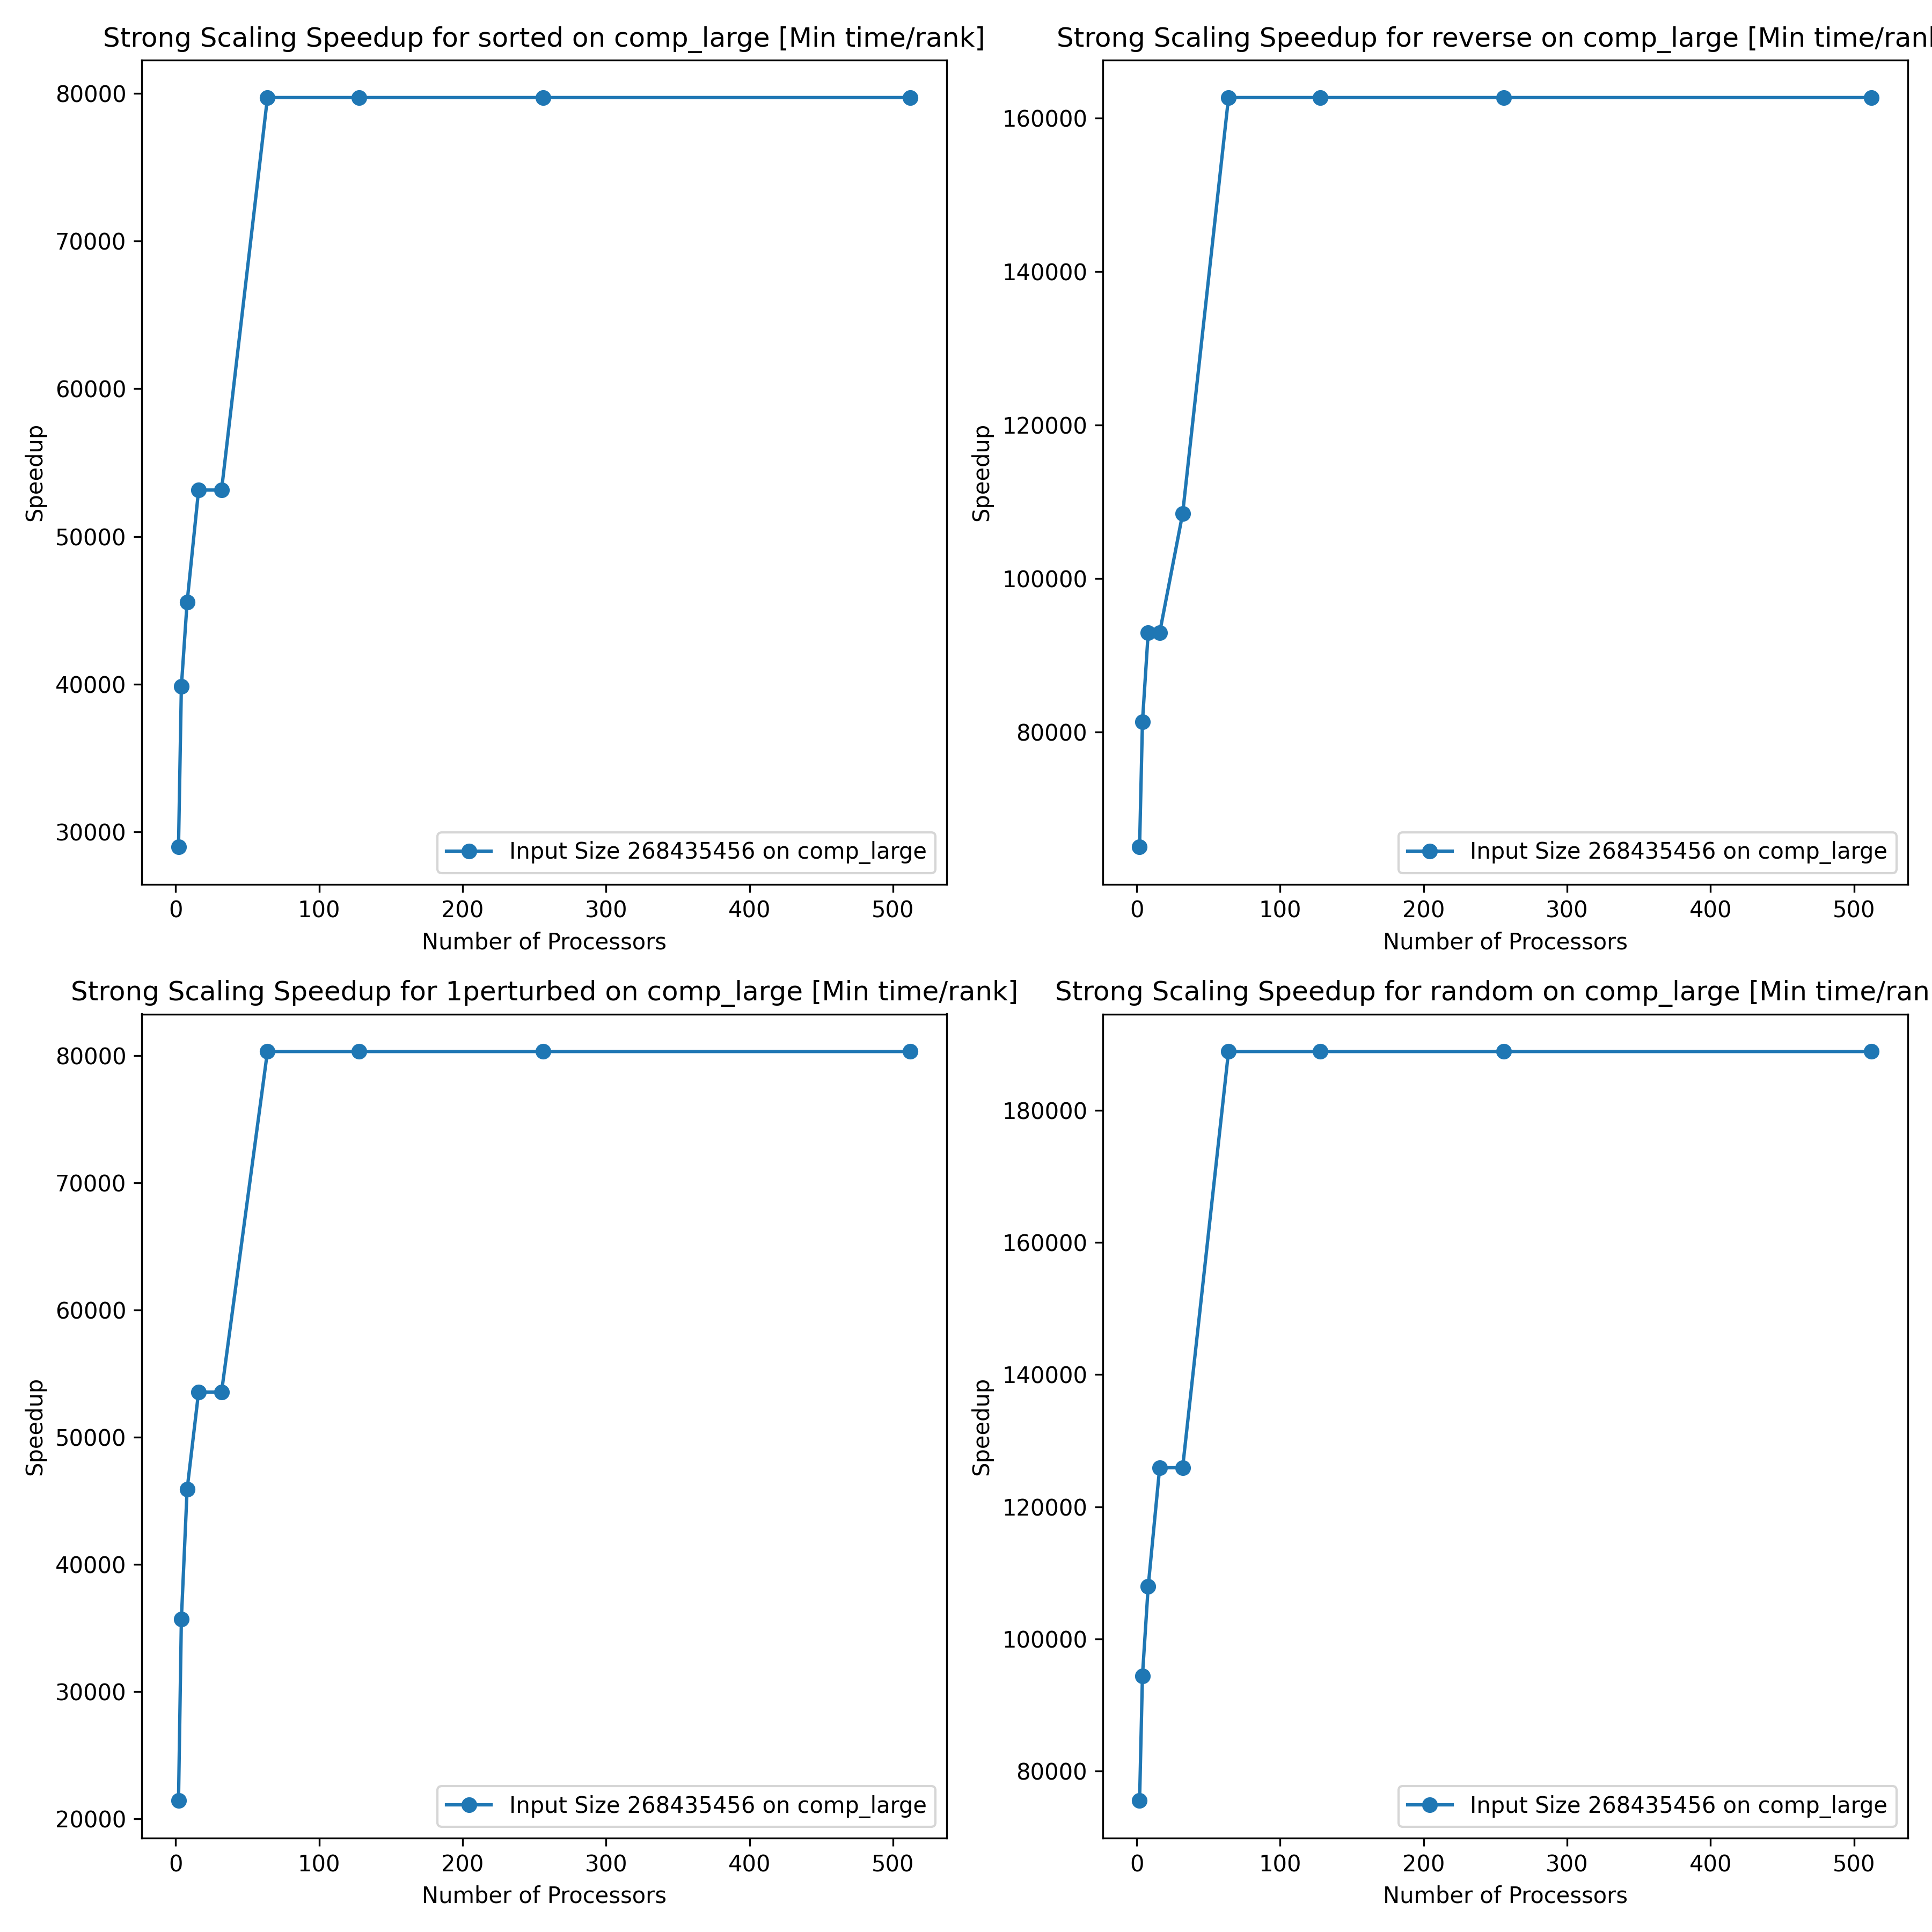 Strong Scaling Speedup for sorted on comp_large [Min time/rank]
80000
70000
60000
50000
40000
30000
Speedup
Input Size 268435456 on comp_large
0 100 200 300 400 500
Number of Processors
Strong Scaling Speedup for reverse on comp_large [Min time/rank
160000
140000
120000
100000
80000
Speedup
Input Size 268435456 on comp_large
0 100 200 300 400 500
Number of Processors
Strong Scaling Speedup for 1perturbed on comp_large [Min time/rank]
80000
70000
60000
50000
40000
30000
20000
Speedup
Input Size 268435456 on comp_large
0 100 200 300 400 500
Number of Processors
Strong Scaling Speedup for random on comp_large [Min time/ran
180000
160000
140000
120000
100000
80000
Speedup
Input Size 268435456 on comp_large
0 100 200 300 400 500
Number of Processors